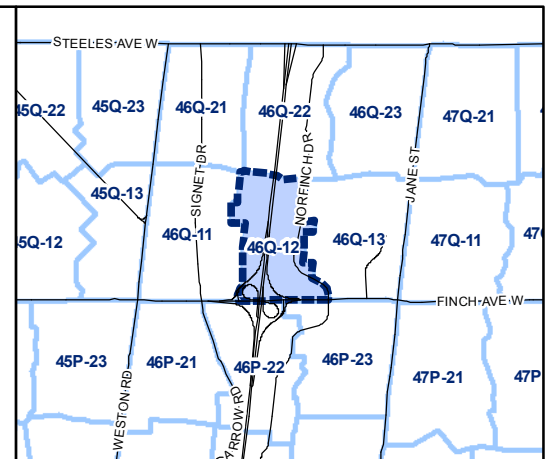 STEELES AVE W
45Q-22
45Q-23
46Q-21
46Q-22
46Q-23
47Q-21
SIGNET DR
NORFINCH DR
JANE ST
45Q-13
5Q-12
46Q-11
46Q-12
46Q-13
47Q-11
47
FINCH AVE W
45P-23
46P-21
46P-22
46P-23
47P-21
47P
WESTON RD
ARROW RD